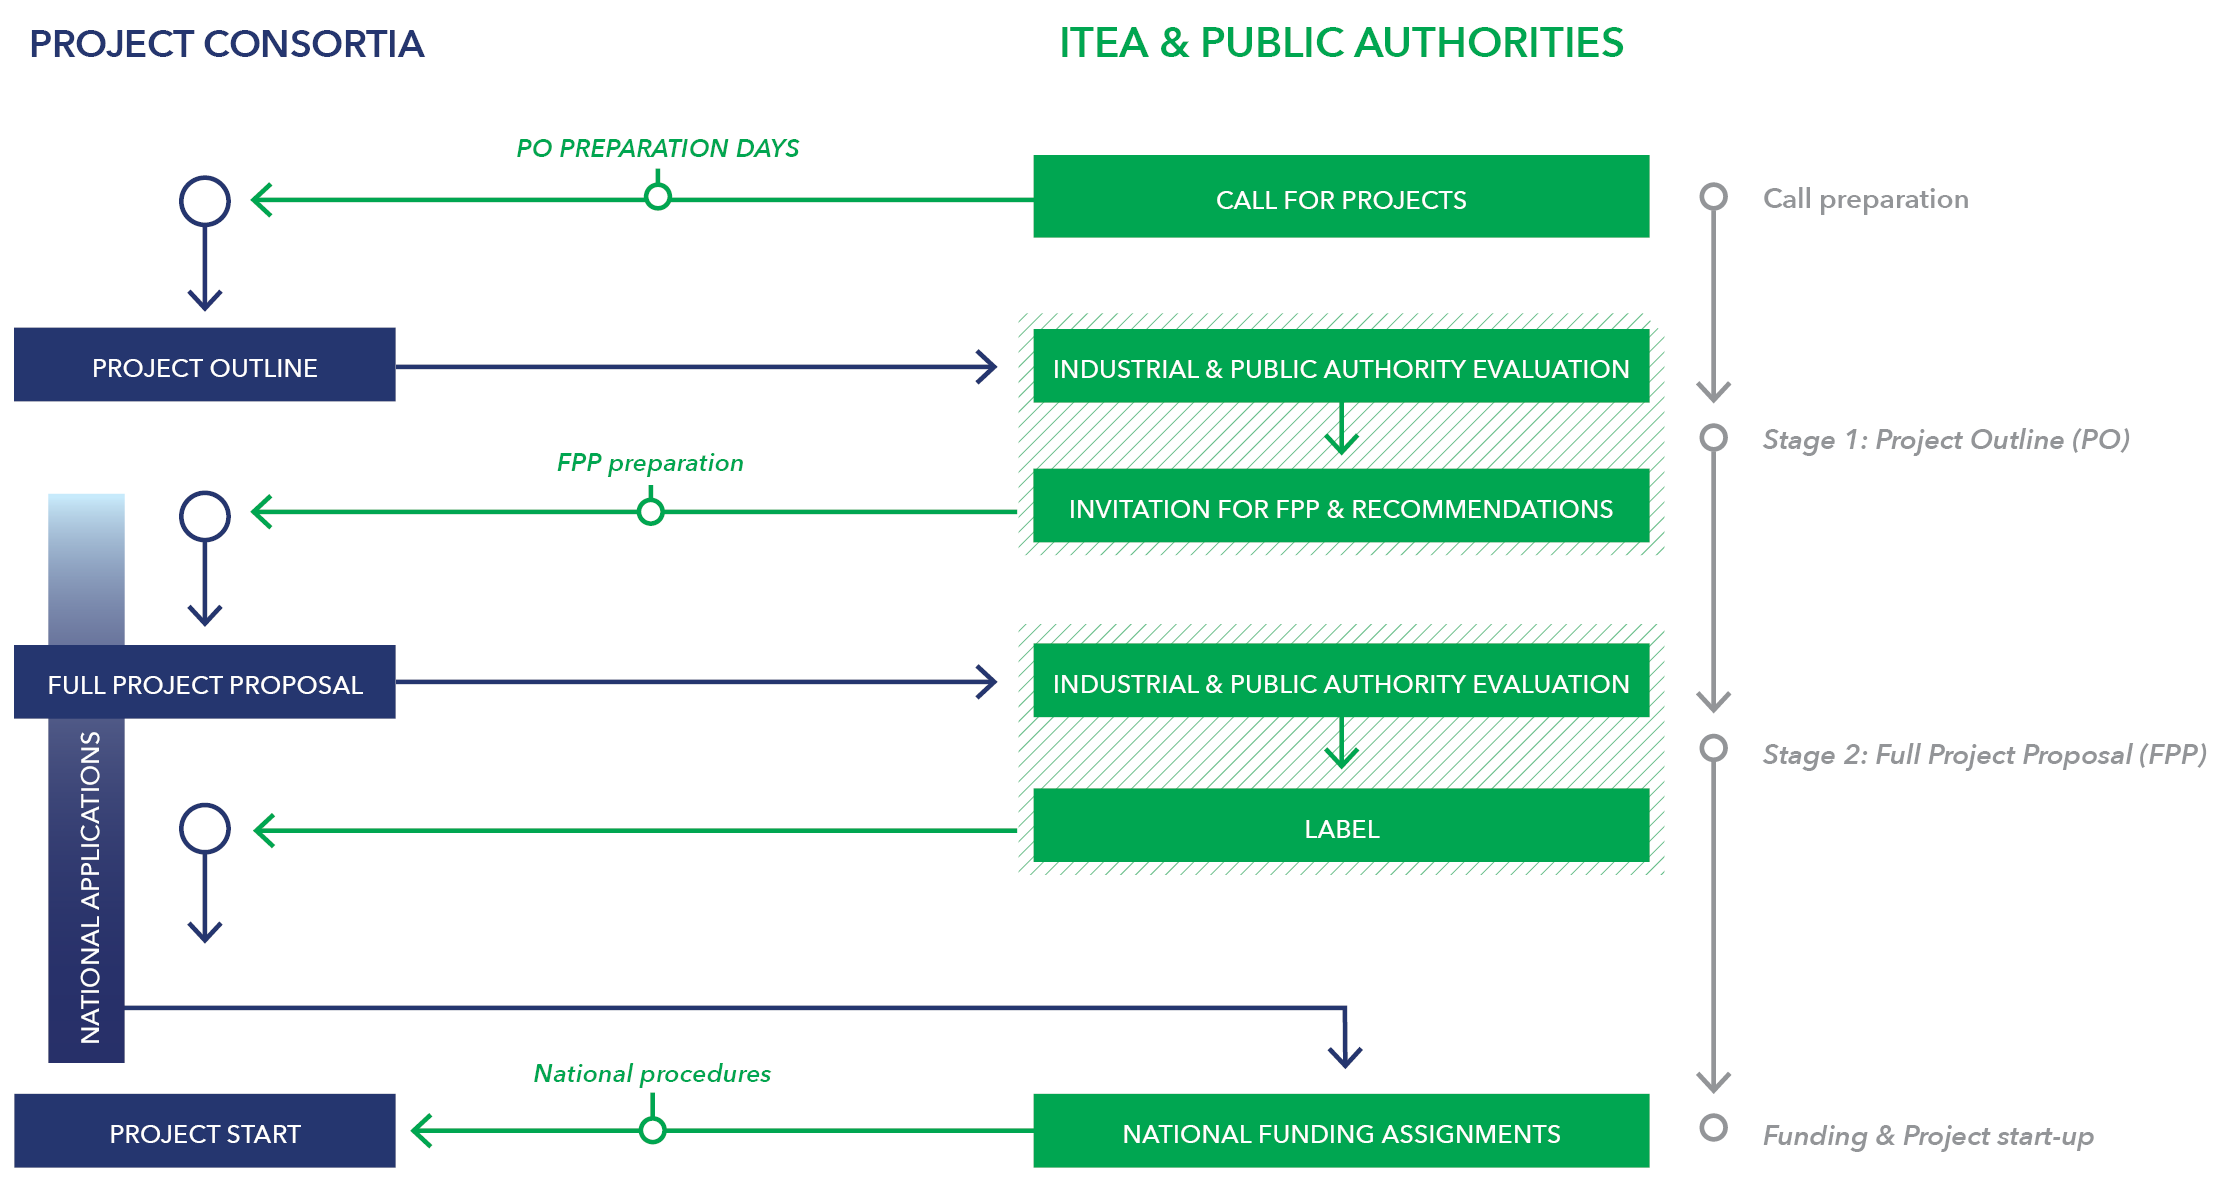 PROJECT CONSORTIA
ITEA & PUBLIC AUTHORITIES
PO PREPARATION DAYS
CALL FOR PROJECTS
Call preparation
PROJECT OUTLINE
INDUSTRIAL & PUBLIC AUTHORITY EVALUATION
Stage 1: Project Outline (PO)
FPP preparation
INVITATION FOR FPP & RECOMMENDATIONS
FULL PROJECT PROPOSAL
INDUSTRIAL & PUBLIC AUTHORITY EVALUATION
Stage 2: Full Project Proposal (FPP)
LABEL
NATIONAL APPLICATIONS
National procedures
PROJECT START
NATIONAL FUNDING ASSIGNMENTS
Funding & Project start-up